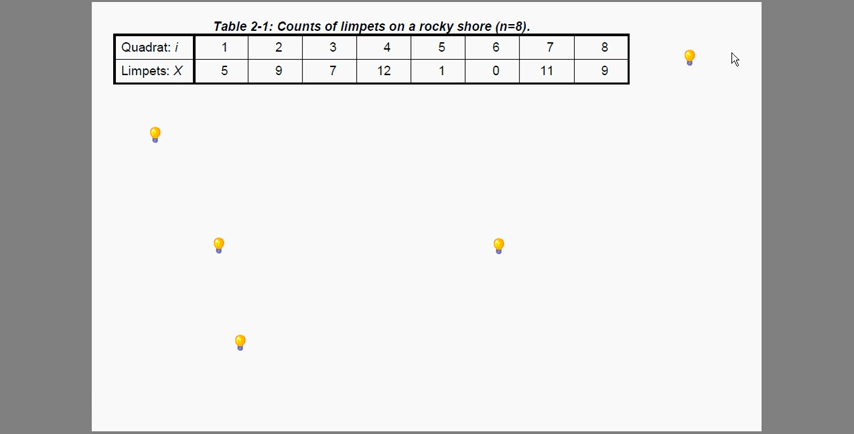 Table 2-1: Counts of limpets on a rocky shore (n=8).
Quadrat: i 1 2 3 4 5 6 7 8
Limpets: X 5 9 7 12 1 0 11 9